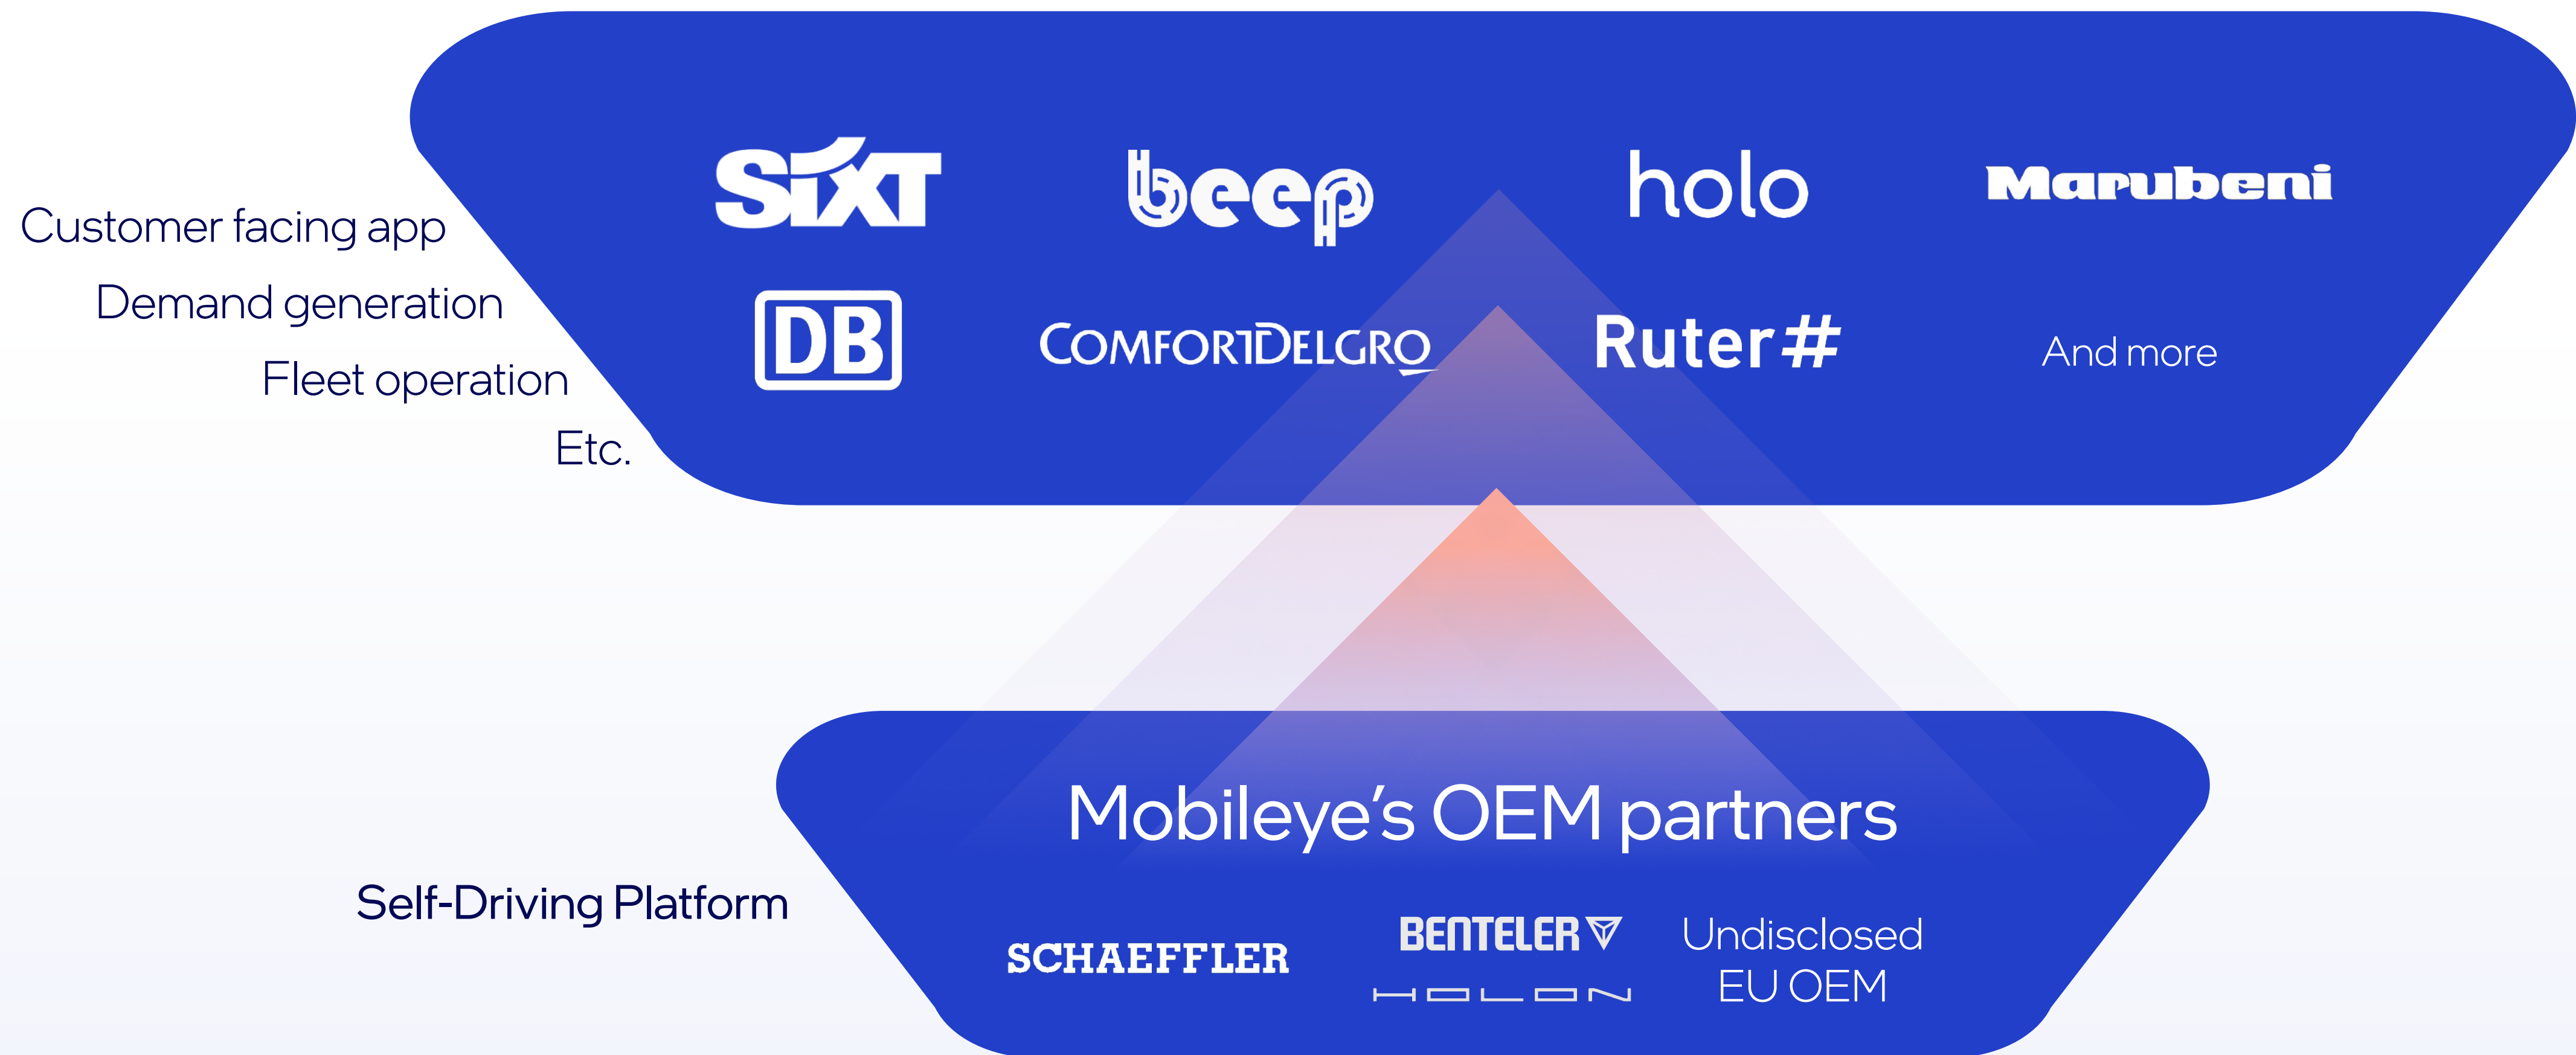 Customer facing app
Demand generation
Fleet operation
Etc.
SiXT
beep
holo
Marubeni
DB
COMFORTDELGRO
Ruter#
And more
Mobileye’s OEM partners
Self-Driving Platform
SCHAEFFLER
BENTELER
HOLON
Undisclosed
EU OEM